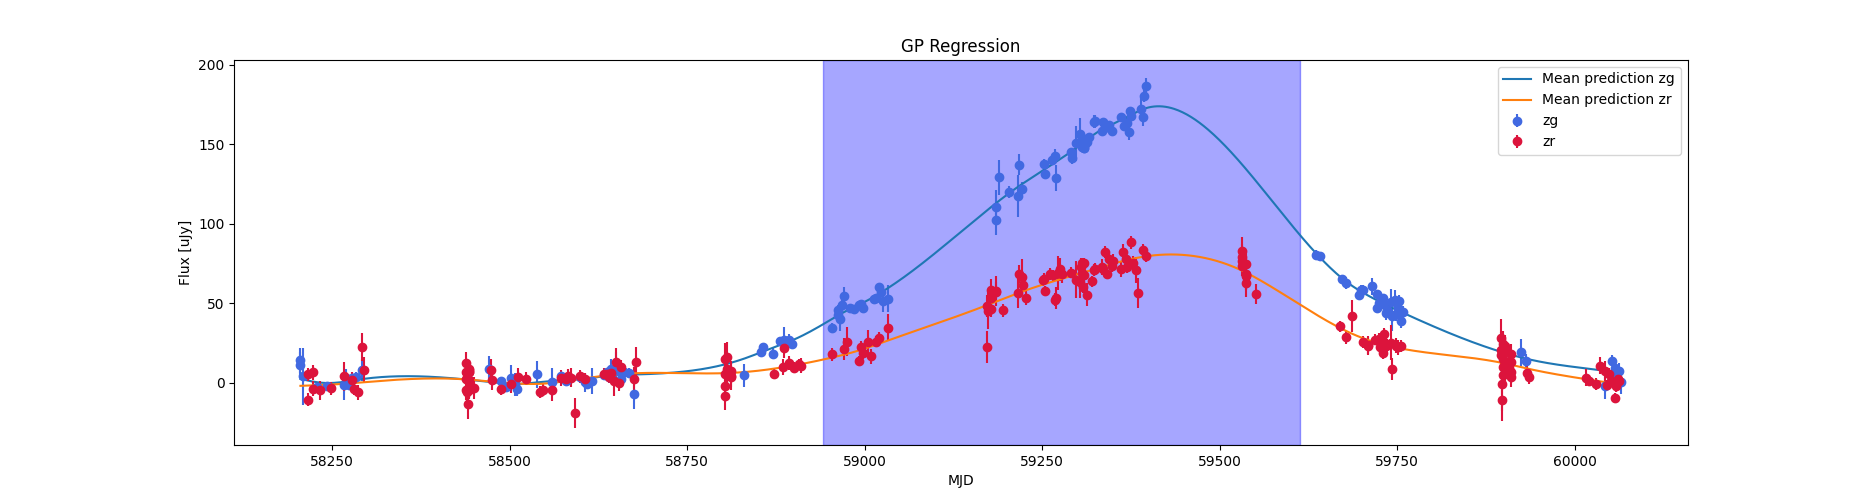 GP Regression
200
150
100
50
0
Flux [uJy]
58250
58500
58750
59000
59250
59500
59750
60000
MJD
Mean prediction zg
Mean prediction zr
zg
zr